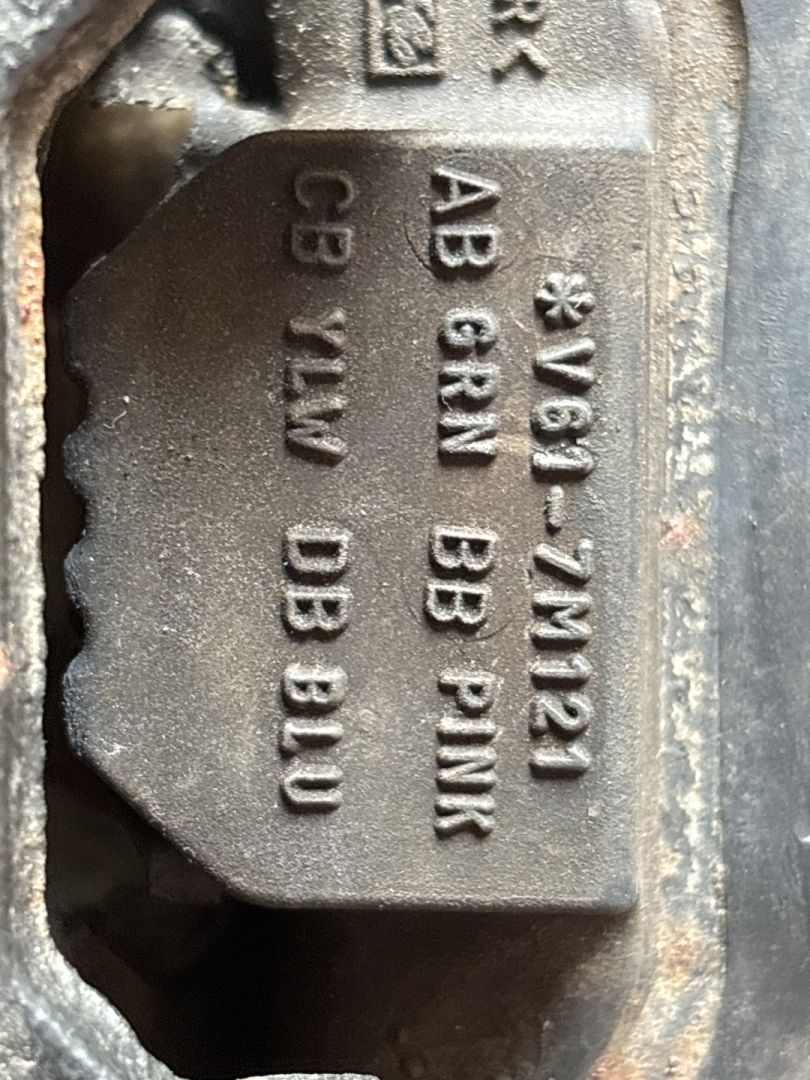 *V61-7M121
AB GRN BB PINK
CB YLW DB BLU